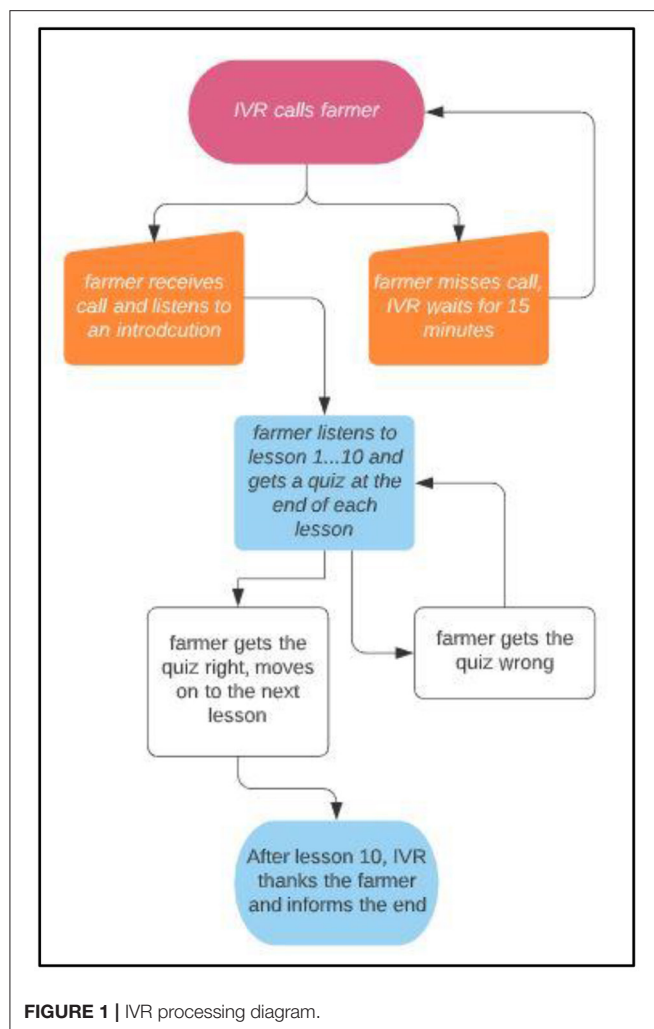 IVR calls farmer
farmer receives
call and listens to
an introdcution
farmer misses call,
IVR waits for 15
minutes
farmer listens to
lesson 1...10 and
gets a quiz at the
end of each
lesson
farmer gets the
quiz right, moves
on to the next
lesson
farmer gets the
quiz wrong
After lesson 10, IVR
thanks the farmer
and informs the end
FIGURE 1 | IVR processing diagram.